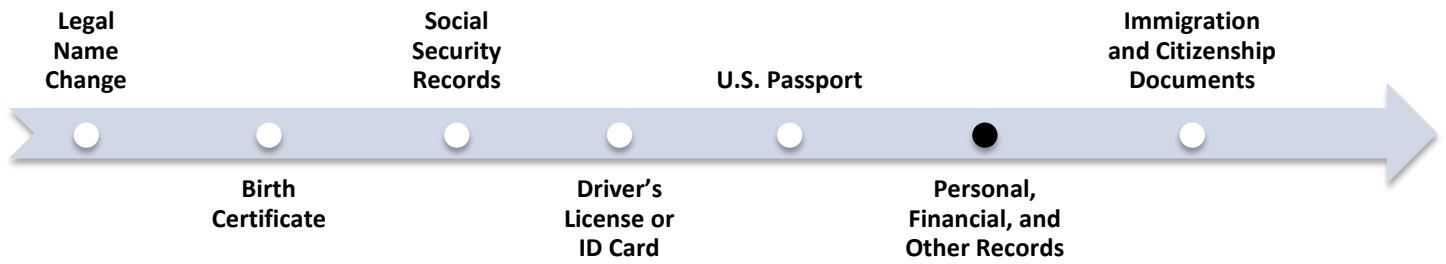 Legal
Name
Change
Birth
Certificate
Social
Security
Records
Driver’s
License or
ID Card
U.S. Passport
Personal,
Financial, and
Other Records
Immigration
and Citizenship
Documents